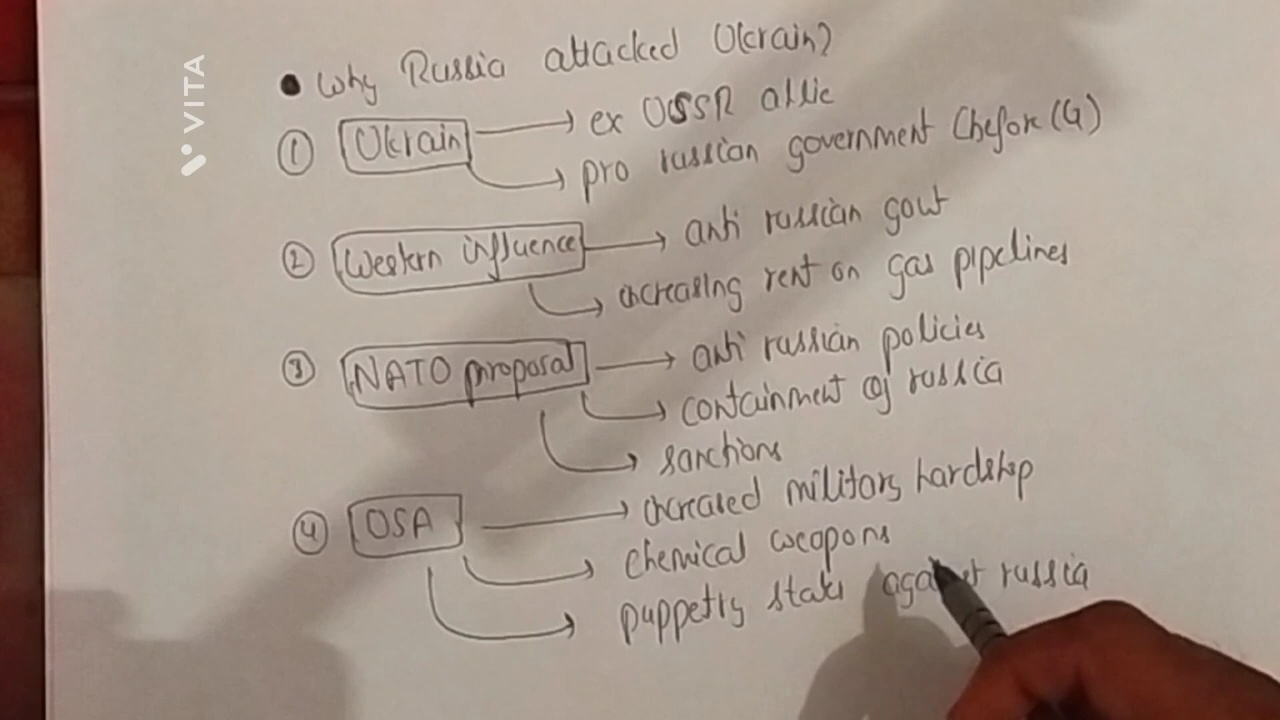 VITA
• Why Russia attacked Ukrain?
① Ukrain → ex USSR allie
→ pro russian government (before (G)
② Western influence → anti russian govt
→ increasing rent on gas pipelines
③ NATO proposal → anti russian policies
→ containment of russia
→ sanctions
④ USA → increased military hardship
→ chemical weapons
→ puppetry state against russia